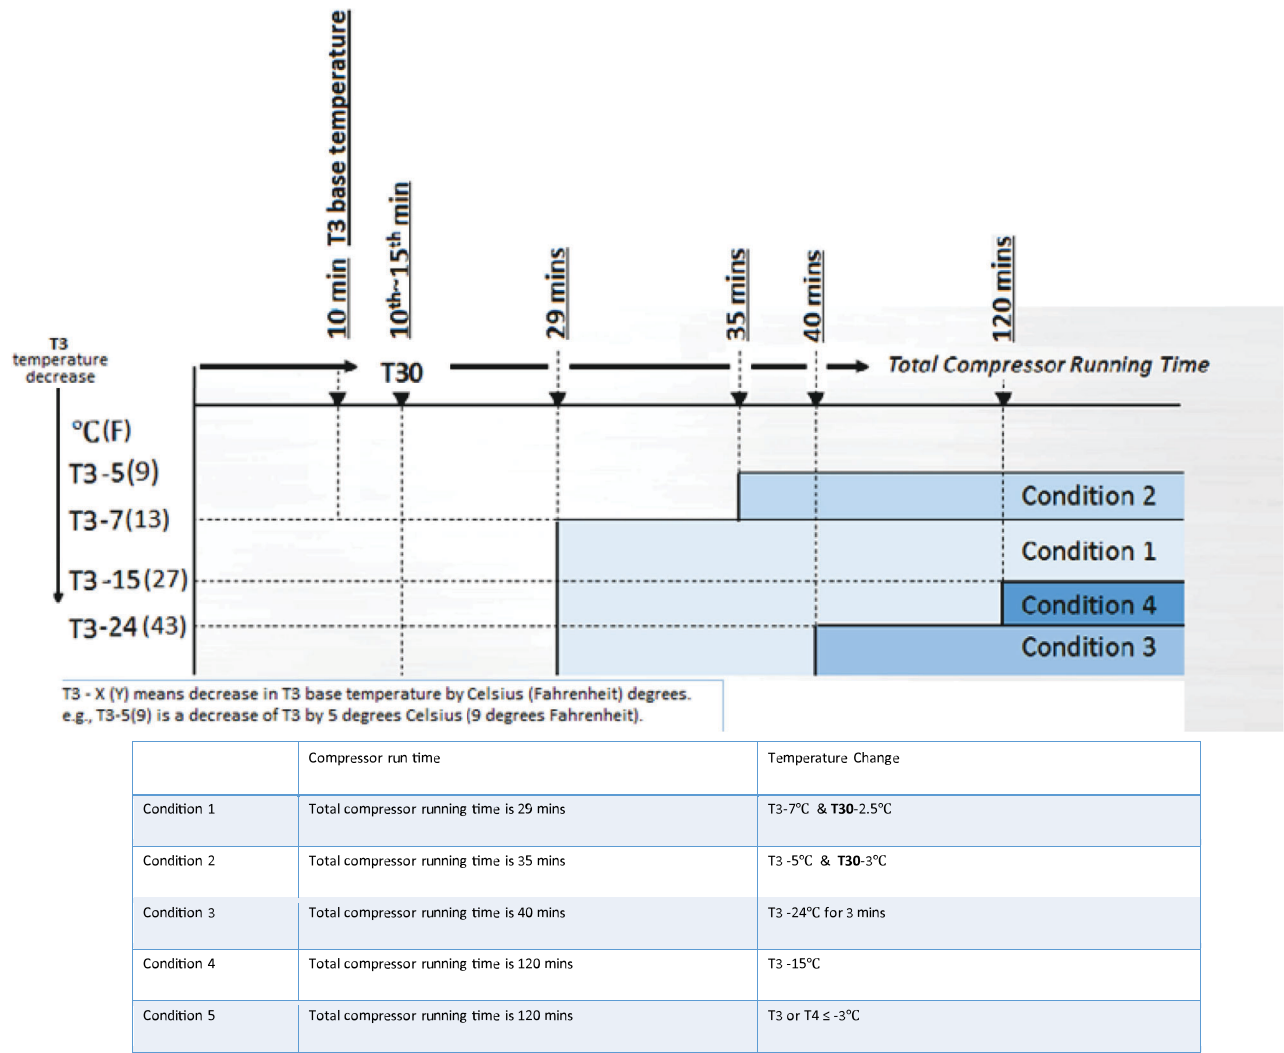 10 min T3 base temperature
10th~15th min
29 mins
35 mins
40 mins
120 mins
T3
temperature
decrease
T30
Total Compressor Running Time
°C(F)
T3 -5(9)
Condition 2
T3-7(13)
Condition 1
T3 -15(27)
Condition 4
T3-24(43)
Condition 3
T3 - X (Y) means decrease in T3 base temperature by Celsius (Fahrenheit) degrees.
e.g., T3-5(9) is a decrease of T3 by 5 degrees Celsius (9 degrees Fahrenheit).
Compressor run time Temperature Change
Condition 1 Total compressor running time is 29 mins T3-7℃ & T30-2.5℃
Condition 2 Total compressor running time is 35 mins T3 -5℃ & T30-3℃
Condition 3 Total compressor running time is 40 mins T3 -24℃ for 3 mins
Condition 4 Total compressor running time is 120 mins T3 -15℃
Condition 5 Total compressor running time is 120 mins T3 or T4 ≤ -3℃